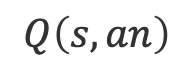 Q(s, an)